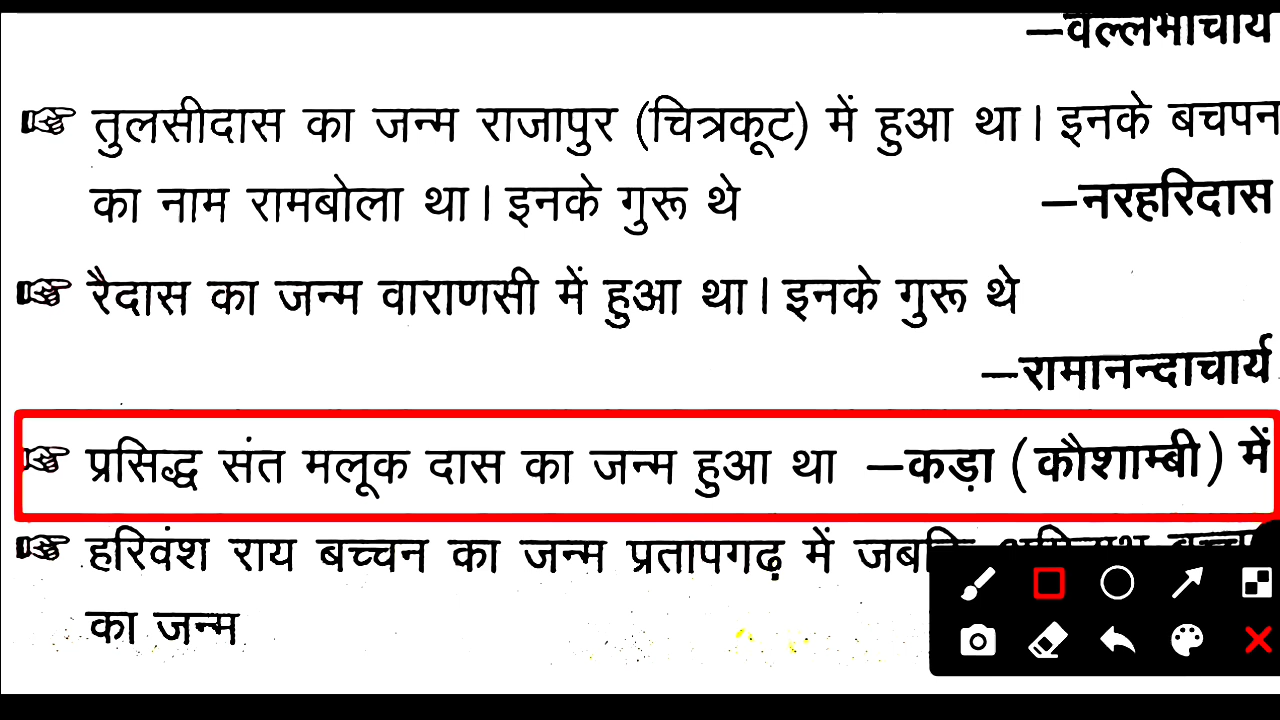 —वल्लभाचार्य
☞ तुलसीदास का जन्म राजापुर (चित्रकूट) में हुआ था। इनके बचपन
का नाम रामबोला था। इनके गुरू थे —नरहरिदास
☞ रैदास का जन्म वाराणसी में हुआ था। इनके गुरू थे
—रामानन्दाचार्य
☞ प्रसिद्ध संत मलूक दास का जन्म हुआ था —कड़ा (कौशाम्बी) में
☞ हरिवंश राय बच्चन का जन्म प्रतापगढ़ में
का जन्म